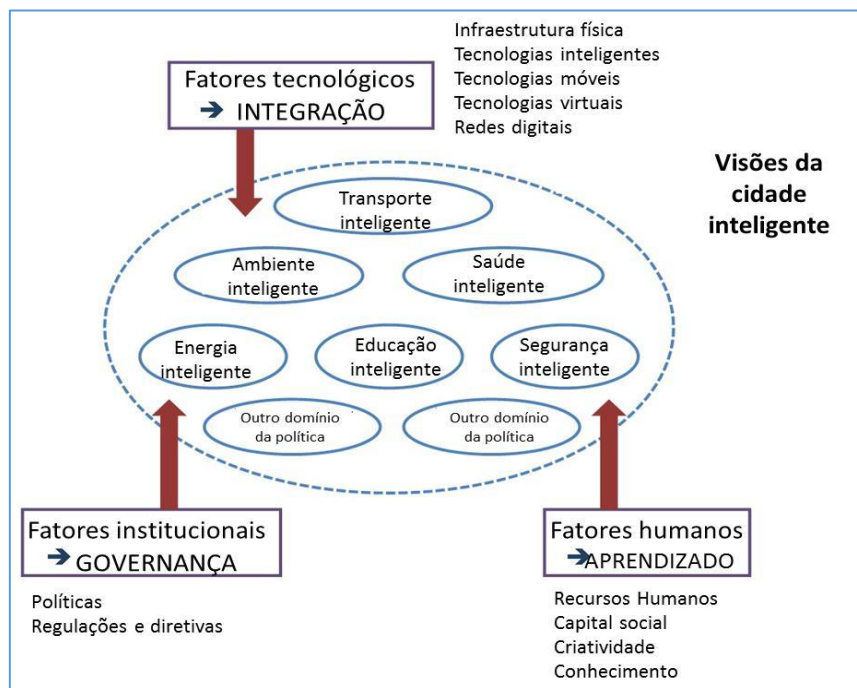 Infraestrutura física
Tecnologias inteligentes
Tecnologias móveis
Tecnologias virtuais
Redes digitais
Fatores tecnológicos
➔ INTEGRAÇÃO
Visões da
cidade
inteligente
Transporte
inteligente
Ambiente
inteligente
Saúde
inteligente
Energia
inteligente
Educação
inteligente
Segurança
inteligente
Outro domínio
da política
Outro domínio
da política
Fatores institucionais
➔ GOVERNANÇA
Políticas
Regulações e diretivas
Fatores humanos
➔ APRENDIZADO
Recursos Humanos
Capital social
Criatividade
Conhecimento